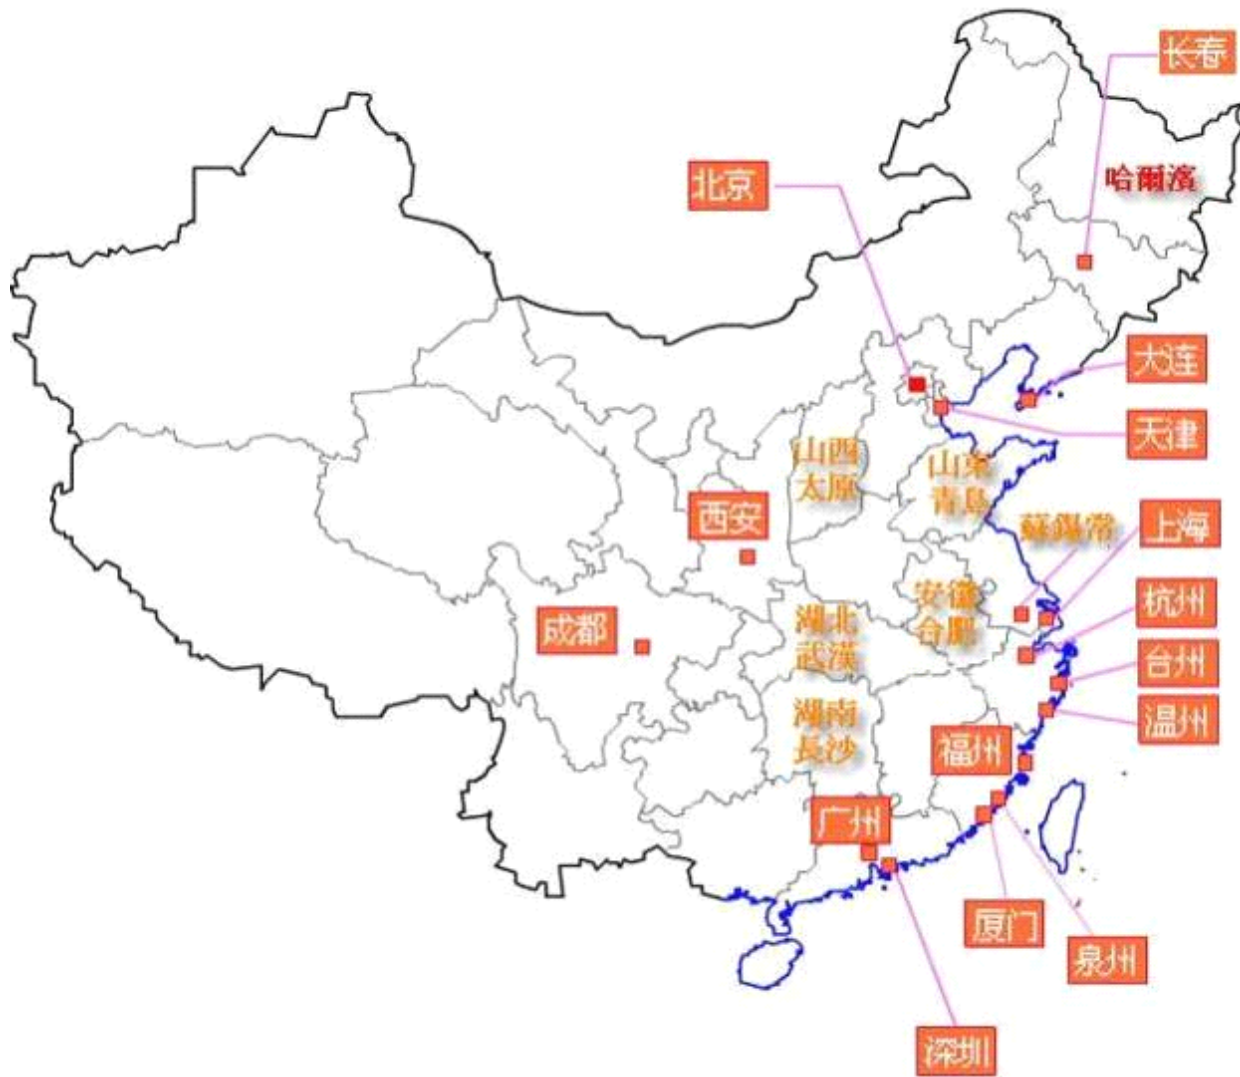 长春
哈爾濱
北京
大连
天津
山西
太原
山東
青島
西安
蘇錫常
上海
安徽
合肥
杭州
湖北
武漢
成都
台州
湖南
長沙
温州
福州
广州
厦门
泉州
深圳